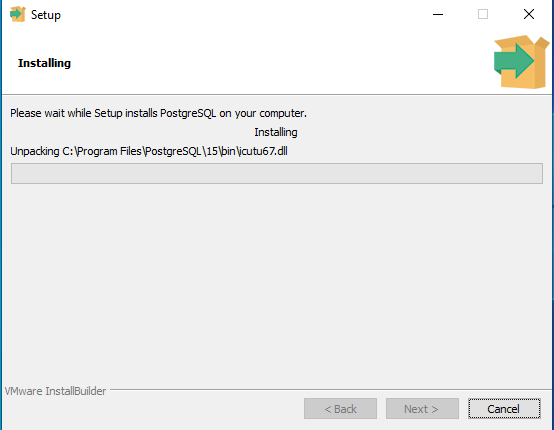 Setup
Installing
Please wait while Setup installs PostgreSQL on your computer.
Installing
Unpacking C:\Program Files\PostgreSQL\15\bin\icutu67.dll
VMware InstallBuilder
< Back
Next >
Cancel